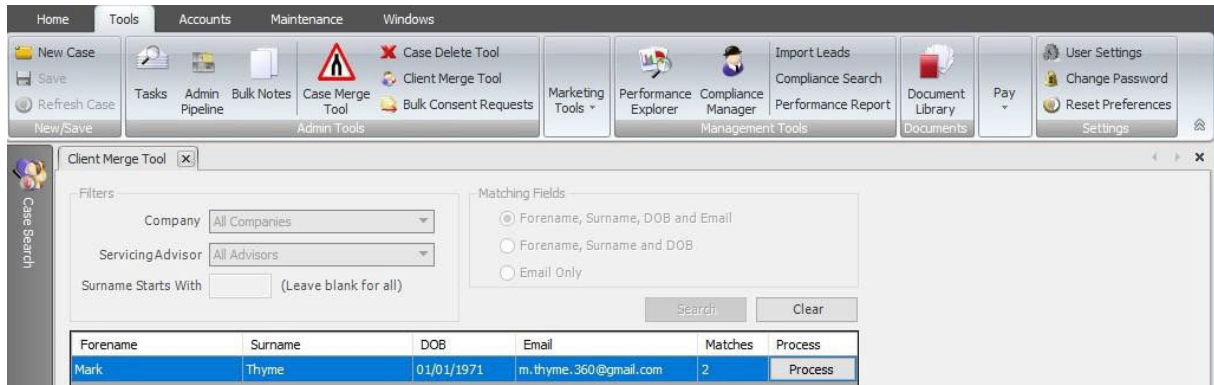 Home Tools Accounts Maintenance Windows
New Case
Save
Refresh Case
New/Save
Tasks
Admin
Pipeline
Bulk Notes
Case Merge
Tool
Case Delete Tool
Client Merge Tool
Bulk Consent Requests
Admin Tools
Marketing
Tools
Performance
Explorer
Compliance
Manager
Import Leads
Compliance Search
Performance Report
Management Tools
Document
Library
Documents
Pay
User Settings
Change Password
Reset Preferences
Settings
Case Search
Client Merge Tool
Filters
Company All Companies
Servicing Advisor All Advisors
Surname Starts With (Leave blank for all)
Matching Fields
Forename, Surname, DOB and Email
Forename, Surname and DOB
Email Only
Search Clear
Forename Surname DOB Email Matches Process
Mark Thyme 01/01/1971 m.thyme.360@gmail.com 2 Process